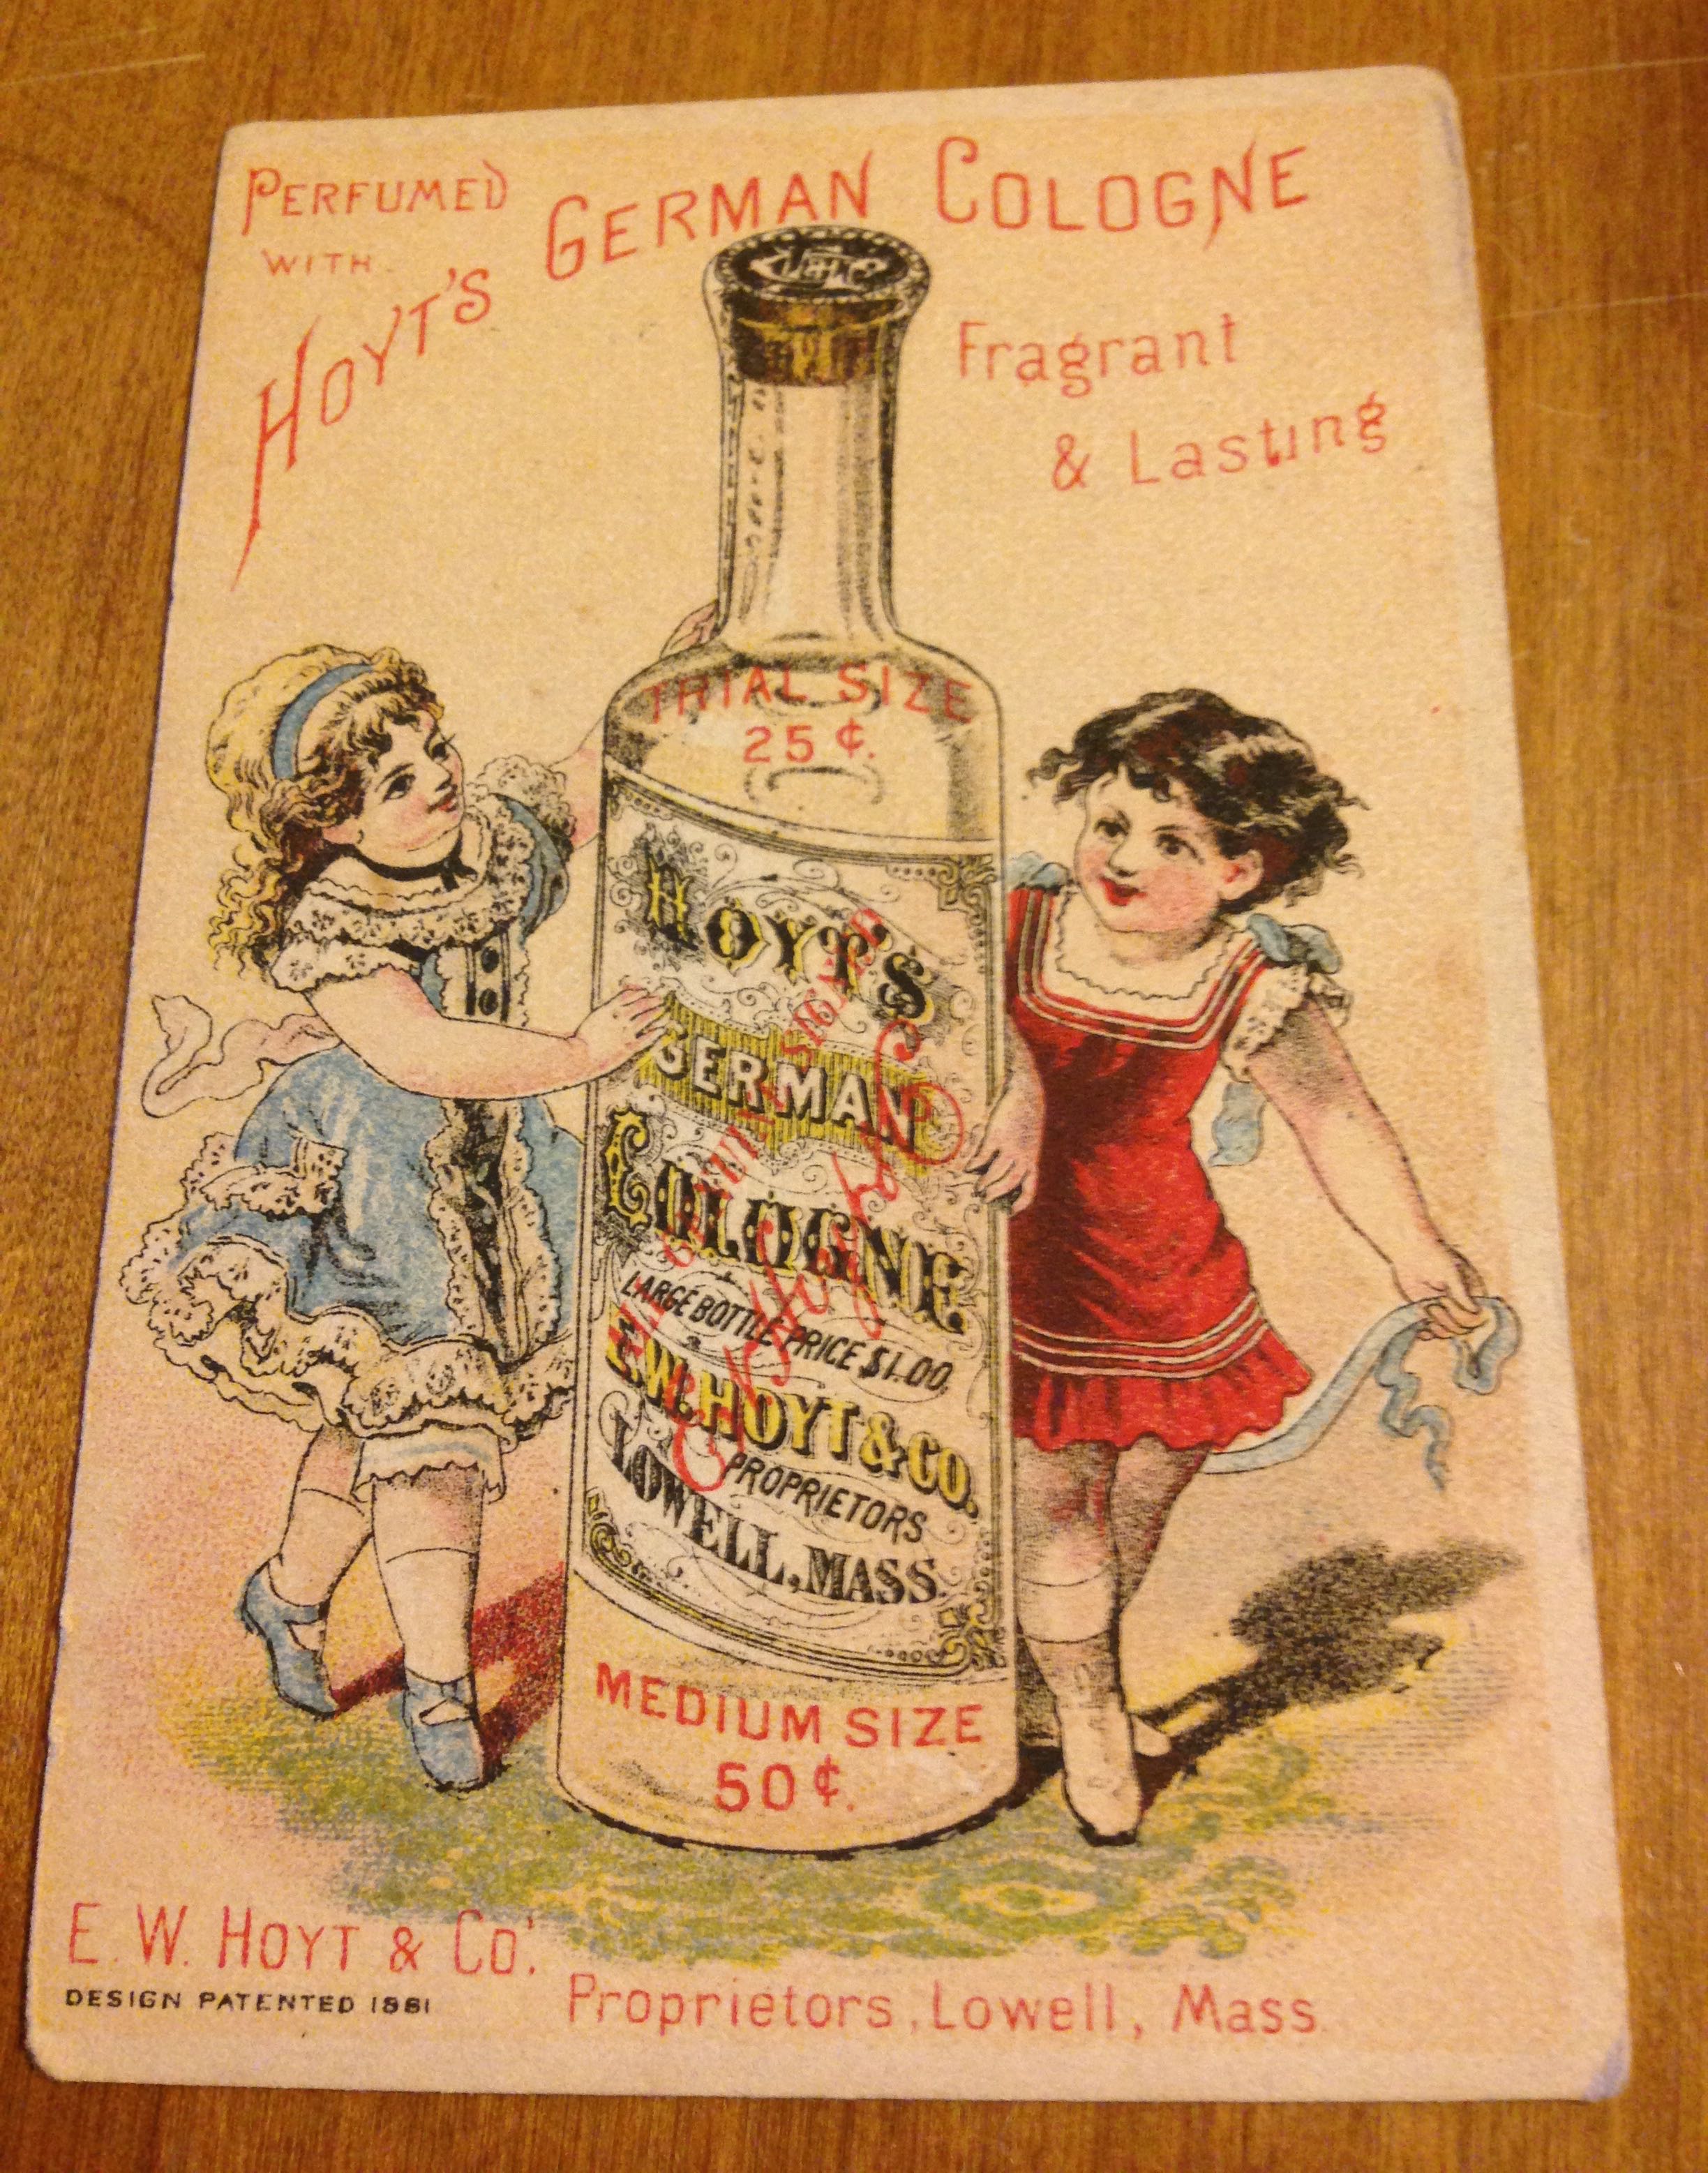 PERFUMED
WITH
HOYT'S GERMAN COLOGNE
Fragrant
& Lasting
TRIAL SIZE
25¢.
HOYT'S
GERMAN
COLOGNE
LARGE BOTTLE PRICE $1.00
E.W. HOYT & CO.
PROPRIETORS
LOWELL, MASS.
MEDIUM SIZE
50¢.
E. W. HOYT & Co.
DESIGN PATENTED 1881
Proprietors, Lowell, Mass.